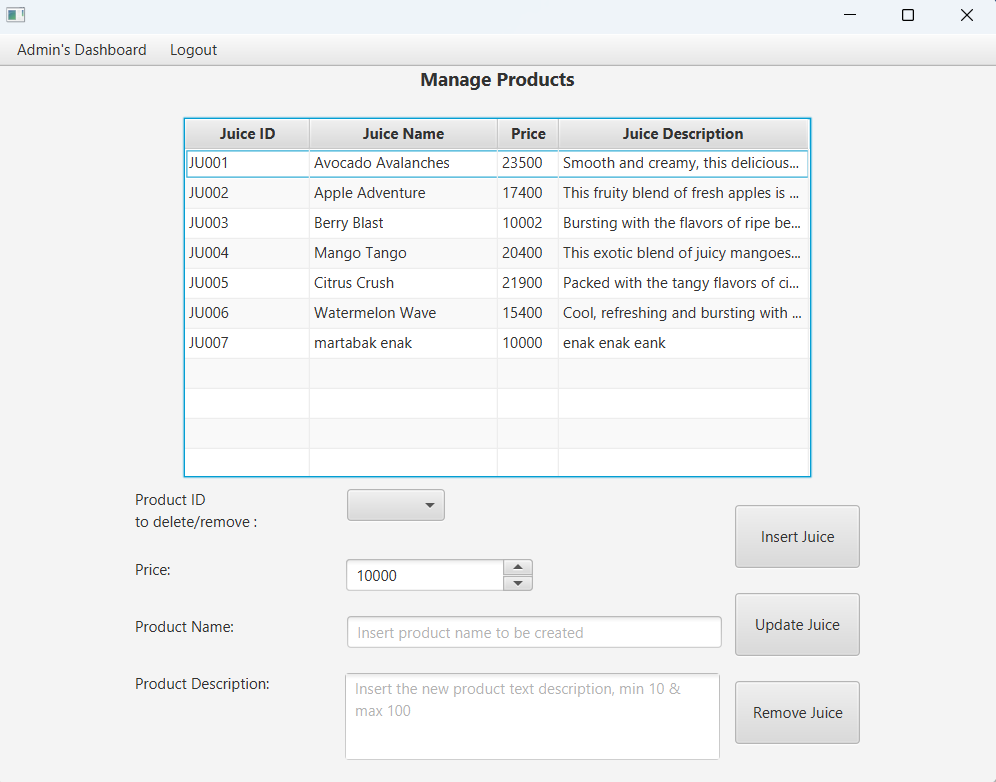 Admin's Dashboard Logout
Manage Products
Juice ID Juice Name Price Juice Description
JU001 Avocado Avalanches 23500 Smooth and creamy, this delicious...
JU002 Apple Adventure 17400 This fruity blend of fresh apples is ...
JU003 Berry Blast 10002 Bursting with the flavors of ripe be...
JU004 Mango Tango 20400 This exotic blend of juicy mangoes...
JU005 Citrus Crush 21900 Packed with the tangy flavors of ci...
JU006 Watermelon Wave 15400 Cool, refreshing and bursting with ...
JU007 martabak enak 10000 enak enak eank
Product ID
to delete/remove :
Insert Juice
Price:
10000
Product Name:
Insert product name to be created
Update Juice
Product Description:
Insert the new product text description, min 10 &
max 100
Remove Juice